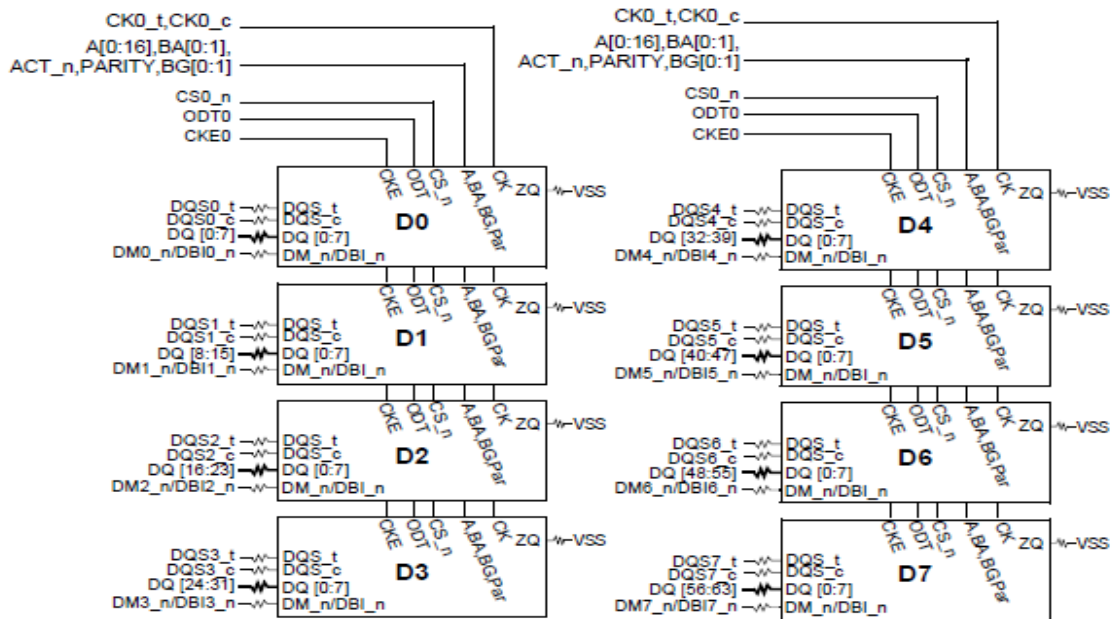 CK0_t,CK0_c
A[0:16],BA[0:1],
ACT_n,PARITY,BG[0:1]
CS0_n
ODT0
CKE0
CKE ODT CS_n A,BA,BG,Par CK ZQ VSS
D0
DQS0_t DQS_t
DQS0_c DQS_c
DQ [0:7] DQ [0:7]
DM0_n/DBI0_n DM_n/DBI_n
CKE ODT CS_n A,BA,BG,Par CK ZQ VSS
D1
DQS1_t DQS_t
DQS1_c DQS_c
DQ [8:15] DQ [0:7]
DM1_n/DBI1_n DM_n/DBI_n
CKE ODT CS_n A,BA,BG,Par CK ZQ VSS
D2
DQS2_t DQS_t
DQS2_c DQS_c
DQ [16:23] DQ [0:7]
DM2_n/DBI2_n DM_n/DBI_n
CKE ODT CS_n A,BA,BG,Par CK ZQ VSS
D3
DQS3_t DQS_t
DQS3_c DQS_c
DQ [24:31] DQ [0:7]
DM3_n/DBI3_n DM_n/DBI_n
CK0_t,CK0_c
A[0:16],BA[0:1],
ACT_n,PARITY,BG[0:1]
CS0_n
ODT0
CKE0
CKE ODT CS_n A,BA,BG,Par CK ZQ VSS
D4
DQS4_t DQS_t
DQS4_c DQS_c
DQ [32:39] DQ [0:7]
DM4_n/DBI4_n DM_n/DBI_n
CKE ODT CS_n A,BA,BG,Par CK ZQ VSS
D5
DQS5_t DQS_t
DQS5_c DQS_c
DQ [40:47] DQ [0:7]
DM5_n/DBI5_n DM_n/DBI_n
CKE ODT CS_n A,BA,BG,Par CK ZQ VSS
D6
DQS6_t DQS_t
DQS6_c DQS_c
DQ [48:55] DQ [0:7]
DM6_n/DBI6_n DM_n/DBI_n
CKE ODT CS_n A,BA,BG,Par CK ZQ VSS
D7
DQS7_t DQS_t
DQS7_c DQS_c
DQ [56:63] DQ [0:7]
DM7_n/DBI7_n DM_n/DBI_n